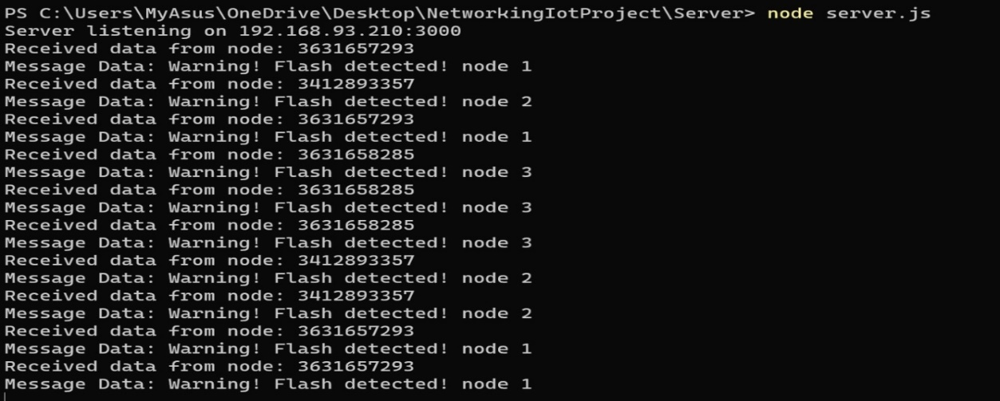 PS C:\Users\MyAsus\OneDrive\Desktop\NetworkingIotProject\Server> node server.js
Server listening on 192.168.93.210:3000
Received data from node: 3631657293
Message Data: Warning! Flash detected! node 1
Received data from node: 3412893357
Message Data: Warning! Flash detected! node 2
Received data from node: 3631657293
Message Data: Warning! Flash detected! node 1
Received data from node: 3631658285
Message Data: Warning! Flash detected! node 3
Received data from node: 3631658285
Message Data: Warning! Flash detected! node 3
Received data from node: 3631658285
Message Data: Warning! Flash detected! node 3
Received data from node: 3412893357
Message Data: Warning! Flash detected! node 2
Received data from node: 3412893357
Message Data: Warning! Flash detected! node 2
Received data from node: 3631657293
Message Data: Warning! Flash detected! node 1
Received data from node: 3631657293
Message Data: Warning! Flash detected! node 1